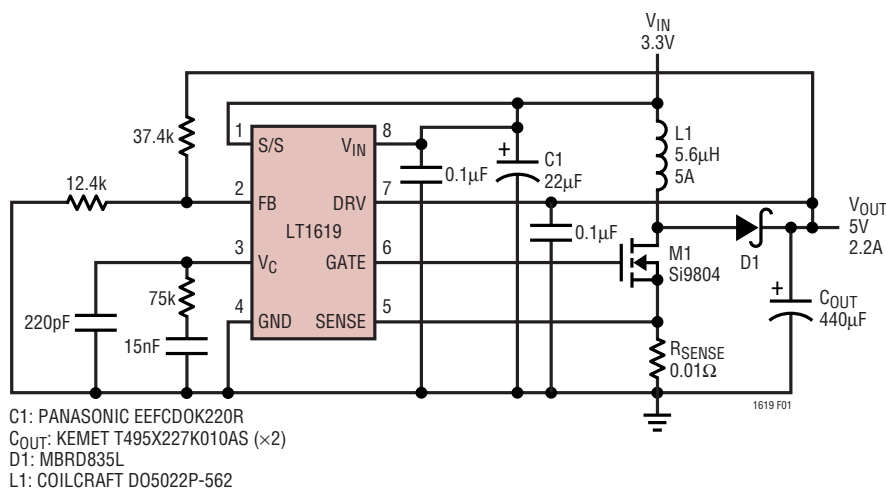 VIN
3.3V
37.4k
12.4k
1
S/S
VIN
8
0.1µF
+
C1
22µF
L1
5.6µH
5A
2
FB
DRV
7
LT1619
0.1µF
VOUT
5V
2.2A
D1
3
VC
GATE
6
M1
Si9804
75k
220pF
15nF
4
GND
SENSE
5
+
COUT
440µF
RSENSE
0.01Ω
1619 F01
C1: PANASONIC EEFCDOK220R
COUT: KEMET T495X227K010AS (×2)
D1: MBRD835L
L1: COILCRAFT DO5022P-562